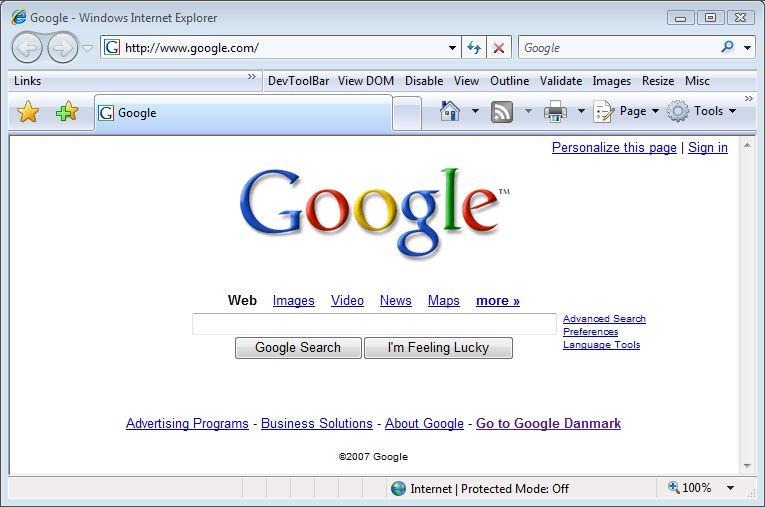 Google - Windows Internet Explorer
http://www.google.com/ Google
Links » DevToolBar View DOM Disable View Outline Validate Images Resize Misc
Google Page Tools »
Personalize this page | Sign in
Google™
Web Images Video News Maps more »
Advanced Search
Preferences
Language Tools
Google Search I'm Feeling Lucky
Advertising Programs - Business Solutions - About Google - Go to Google Danmark
©2007 Google
Internet | Protected Mode: Off 100%